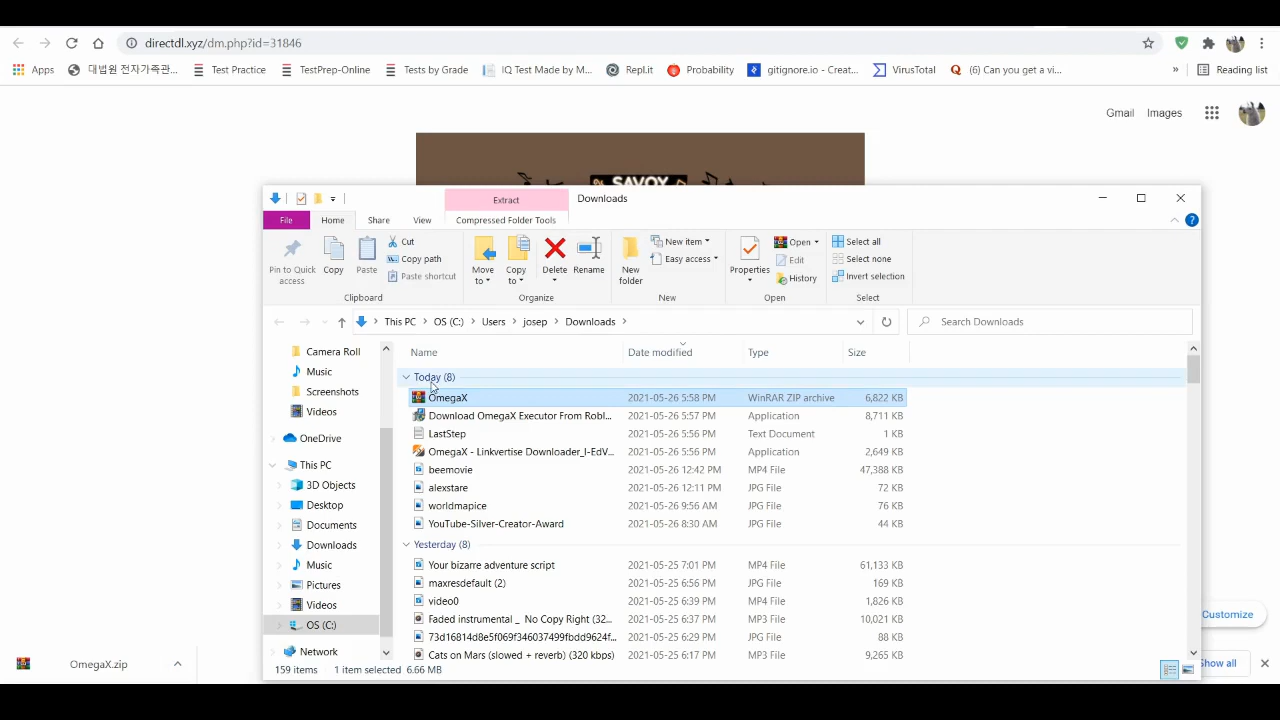 directdl.xyz/dm.php?id=31846
Apps 대법원 전자가족관... Test Practice TestPrep-Online Tests by Grade IQ Test Made by M... Repl.it Probability gitignore.io - Creat... VirusTotal (6) Can you get a vi... » Reading list
Gmail Images
SAVOY
Extract Downloads
File Home Share View Compressed Folder Tools
Pin to Quick access Copy Paste Cut Copy path Paste shortcut Move to Copy to Delete Rename New folder New item Easy access Properties Open Edit History Select all Select none Invert selection
Clipboard Organize New Open Select
This PC > OS (C:) > Users > josep > Downloads > Search Downloads
Name Date modified Type Size
Camera Roll
Music
Screenshots
Videos
OneDrive
This PC
3D Objects
Desktop
Documents
Downloads
Music
Pictures
Videos
OS (C:)
Network
Today (8)
OmegaX 2021-05-26 5:58 PM WinRAR ZIP archive 6,822 KB
Download OmegaX Executor From Robl... 2021-05-26 5:57 PM Application 8,711 KB
LastStep 2021-05-26 5:56 PM Text Document 1 KB
OmegaX - Linkvertise Downloader_I-EdV... 2021-05-26 5:56 PM Application 2,649 KB
beemovie 2021-05-26 12:42 PM MP4 File 47,388 KB
alexstare 2021-05-26 12:11 PM JPG File 72 KB
worldmapice 2021-05-26 9:56 AM JPG File 76 KB
YouTube-Silver-Creator-Award 2021-05-26 8:30 AM JPG File 44 KB
Yesterday (8)
Your bizarre adventure script 2021-05-25 7:01 PM MP4 File 61,133 KB
maxresdefault (2) 2021-05-25 6:56 PM JPG File 169 KB
video0 2021-05-25 6:39 PM MP4 File 1,826 KB
Faded instrumental _ No Copy Right (32... 2021-05-25 6:37 PM MP3 File 10,021 KB
73d16814d8e5f069f346037499fbdd9624f... 2021-05-25 6:29 PM JPG File 88 KB
Cats on Mars (slowed + reverb) (320 kbps) 2021-05-25 6:17 PM MP3 File 9,265 KB
159 items 1 item selected 6.66 MB
Customize
OmegaX.zip
Show all